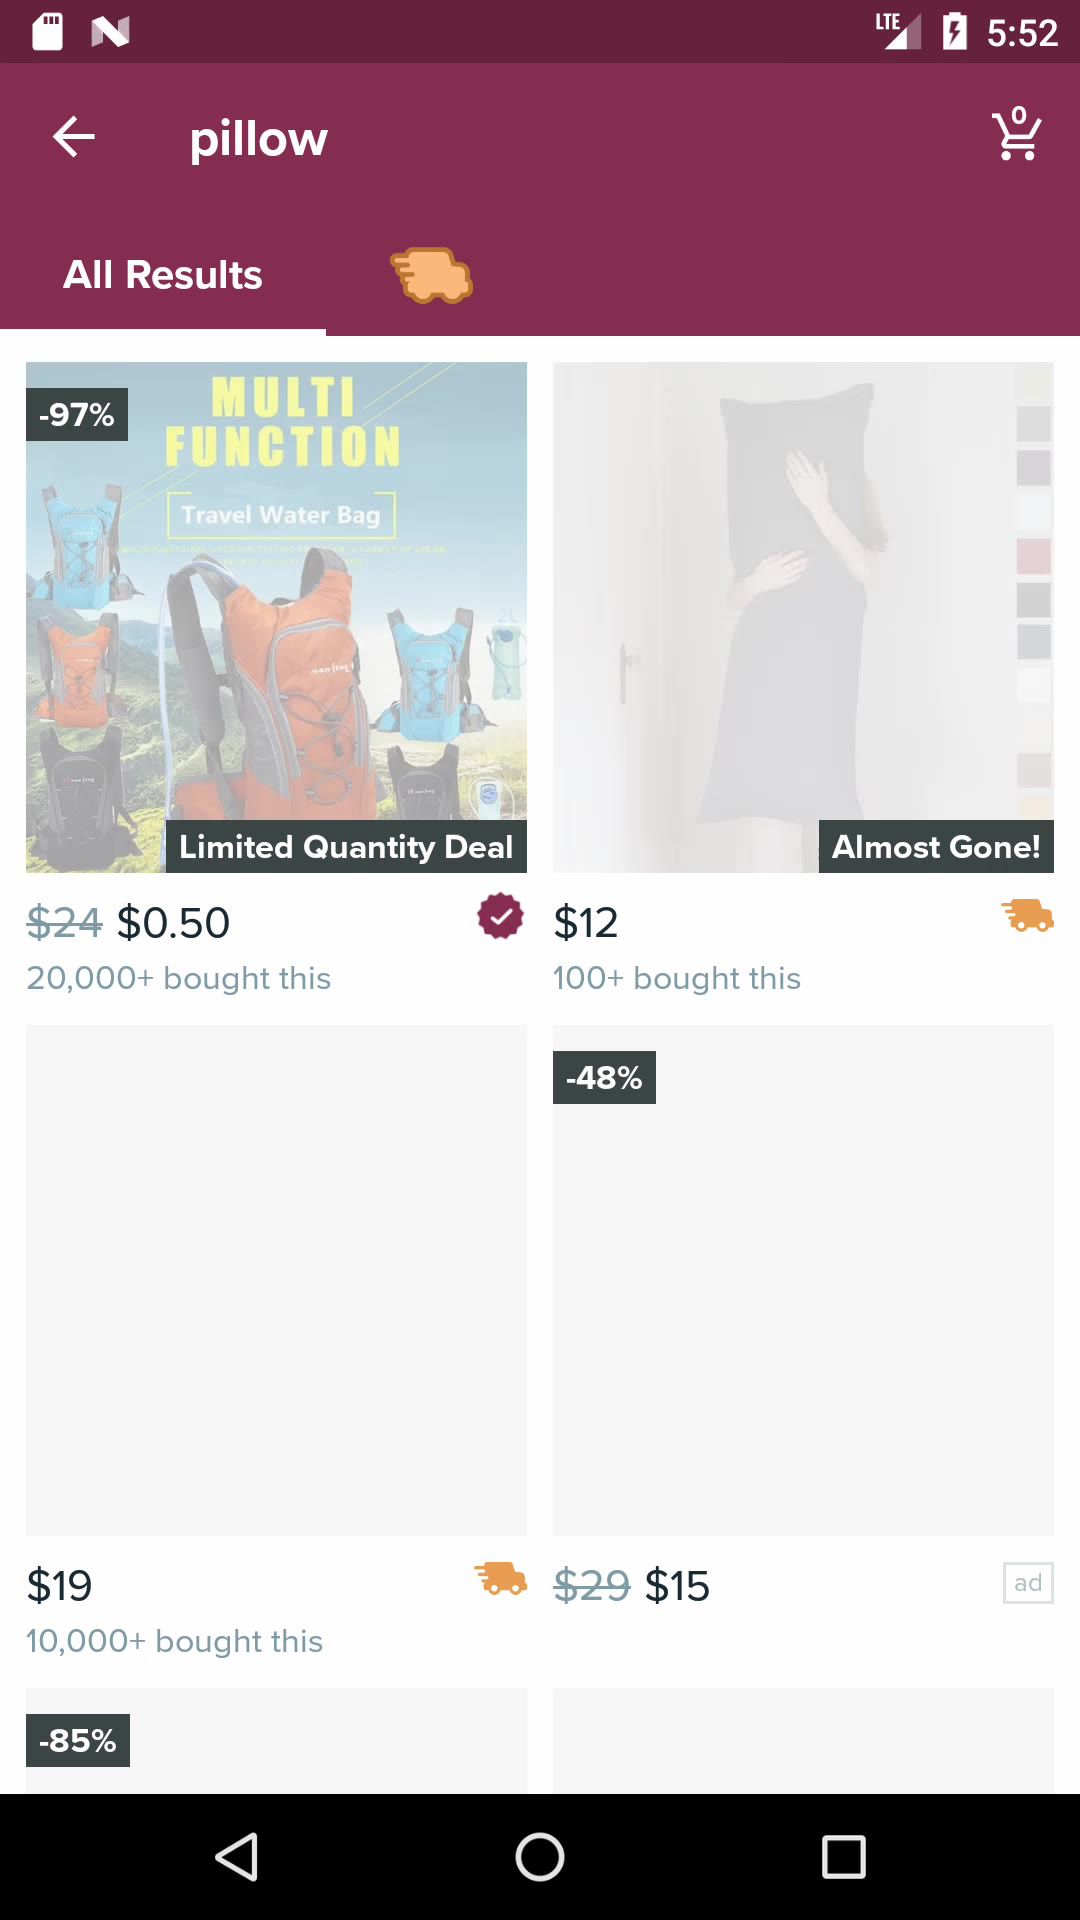 LTE 5:52
pillow
0
All Results
-97%
MULTI
FUNCTION
Travel Water Bag
2L
nanfeng
Limited Quantity Deal
Almost Gone!
$24 $0.50
$12
20,000+ bought this
100+ bought this
-48%
$19
$29 $15
ad
10,000+ bought this
-85%